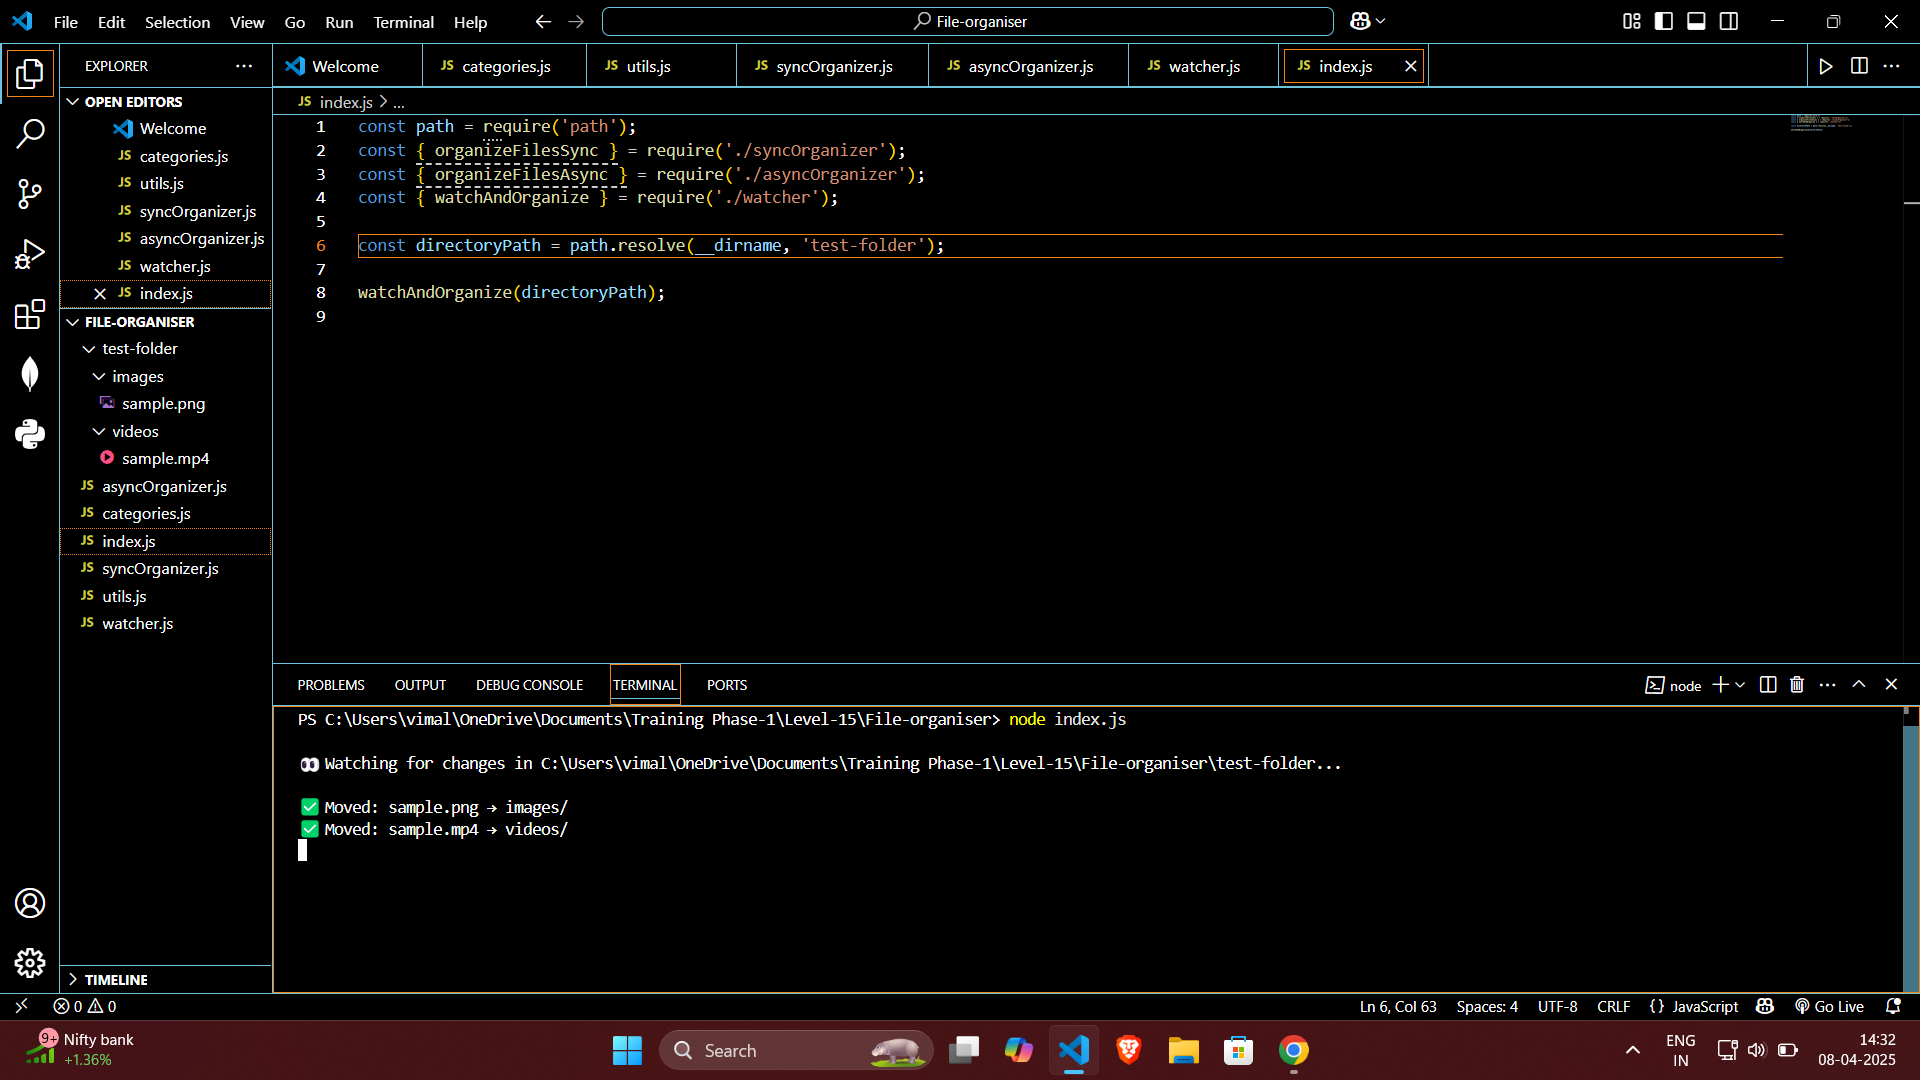 File Edit Selection View Go Run Terminal Help
File-organiser
EXPLORER
Welcome
JS categories.js
JS utils.js
JS syncOrganizer.js
JS asyncOrganizer.js
JS watcher.js
JS index.js
OPEN EDITORS
Welcome
JS categories.js
JS utils.js
JS syncOrganizer.js
JS asyncOrganizer.js
JS watcher.js
JS index.js
FILE-ORGANISER
test-folder
images
sample.png
videos
sample.mp4
JS asyncOrganizer.js
JS categories.js
JS index.js
JS syncOrganizer.js
JS utils.js
JS watcher.js
TIMELINE
JS index.js > ...
1 const path = require('path');
2 const { organizeFilesSync } = require('./syncOrganizer');
3 const { organizeFilesAsync } = require('./asyncOrganizer');
4 const { watchAndOrganize } = require('./watcher');
5
6 const directoryPath = path.resolve(__dirname, 'test-folder');
7
8 watchAndOrganize(directoryPath);
9
PROBLEMS OUTPUT DEBUG CONSOLE TERMINAL PORTS
node
PS C:\Users\vimal\OneDrive\Documents\Training Phase-1\Level-15\File-organiser> node index.js
👀 Watching for changes in C:\Users\vimal\OneDrive\Documents\Training Phase-1\Level-15\File-organiser\test-folder...
✅ Moved: sample.png → images/
✅ Moved: sample.mp4 → videos/
0 0
Ln 6, Col 63 Spaces: 4 UTF-8 CRLF {} JavaScript Go Live
9+
Nifty bank
+1.36%
Search
ENG
IN
14:32
08-04-2025